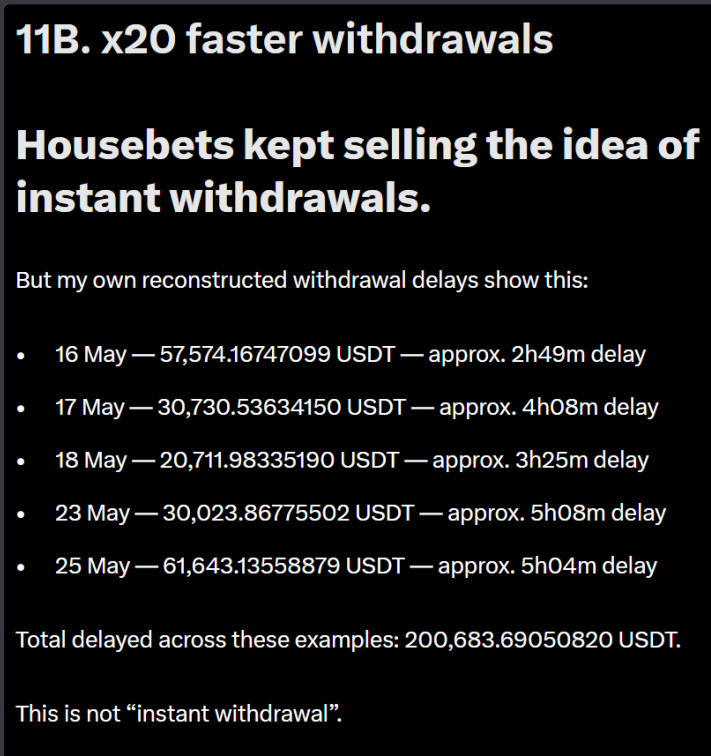 11B. x20 faster withdrawals
Housebets kept selling the idea of
instant withdrawals.
But my own reconstructed withdrawal delays show this:
• 16 May — 57,574.16747099 USDT — approx. 2h49m delay
• 17 May — 30,730.53634150 USDT — approx. 4h08m delay
• 18 May — 20,711.98335190 USDT — approx. 3h25m delay
• 23 May — 30,023.86775502 USDT — approx. 5h08m delay
• 25 May — 61,643.13558879 USDT — approx. 5h04m delay
Total delayed across these examples: 200,683.69050820 USDT.
This is not “instant withdrawal”.